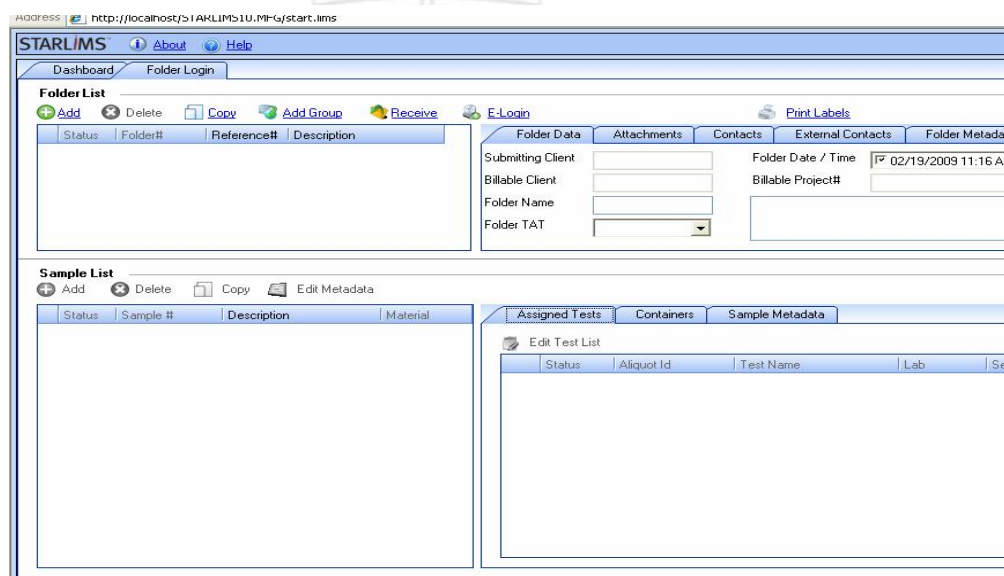 Address http://localhost/STARLIMS10.MFG/start.lims
STARLIMS About Help
Dashboard Folder Login
Folder List
Add Delete Copy Add Group Receive E-Login Print Labels
Status Folder# Reference# Description
Folder Data Attachments Contacts External Contacts Folder Metada
Submitting Client Folder Date / Time 02/19/2009 11:16 A
Billable Client Billable Project#
Folder Name
Folder TAT
Sample List
Add Delete Copy Edit Metadata
Status Sample # Description Material
Assigned Tests Containers Sample Metadata
Edit Test List
Status Aliquot Id Test Name Lab Se